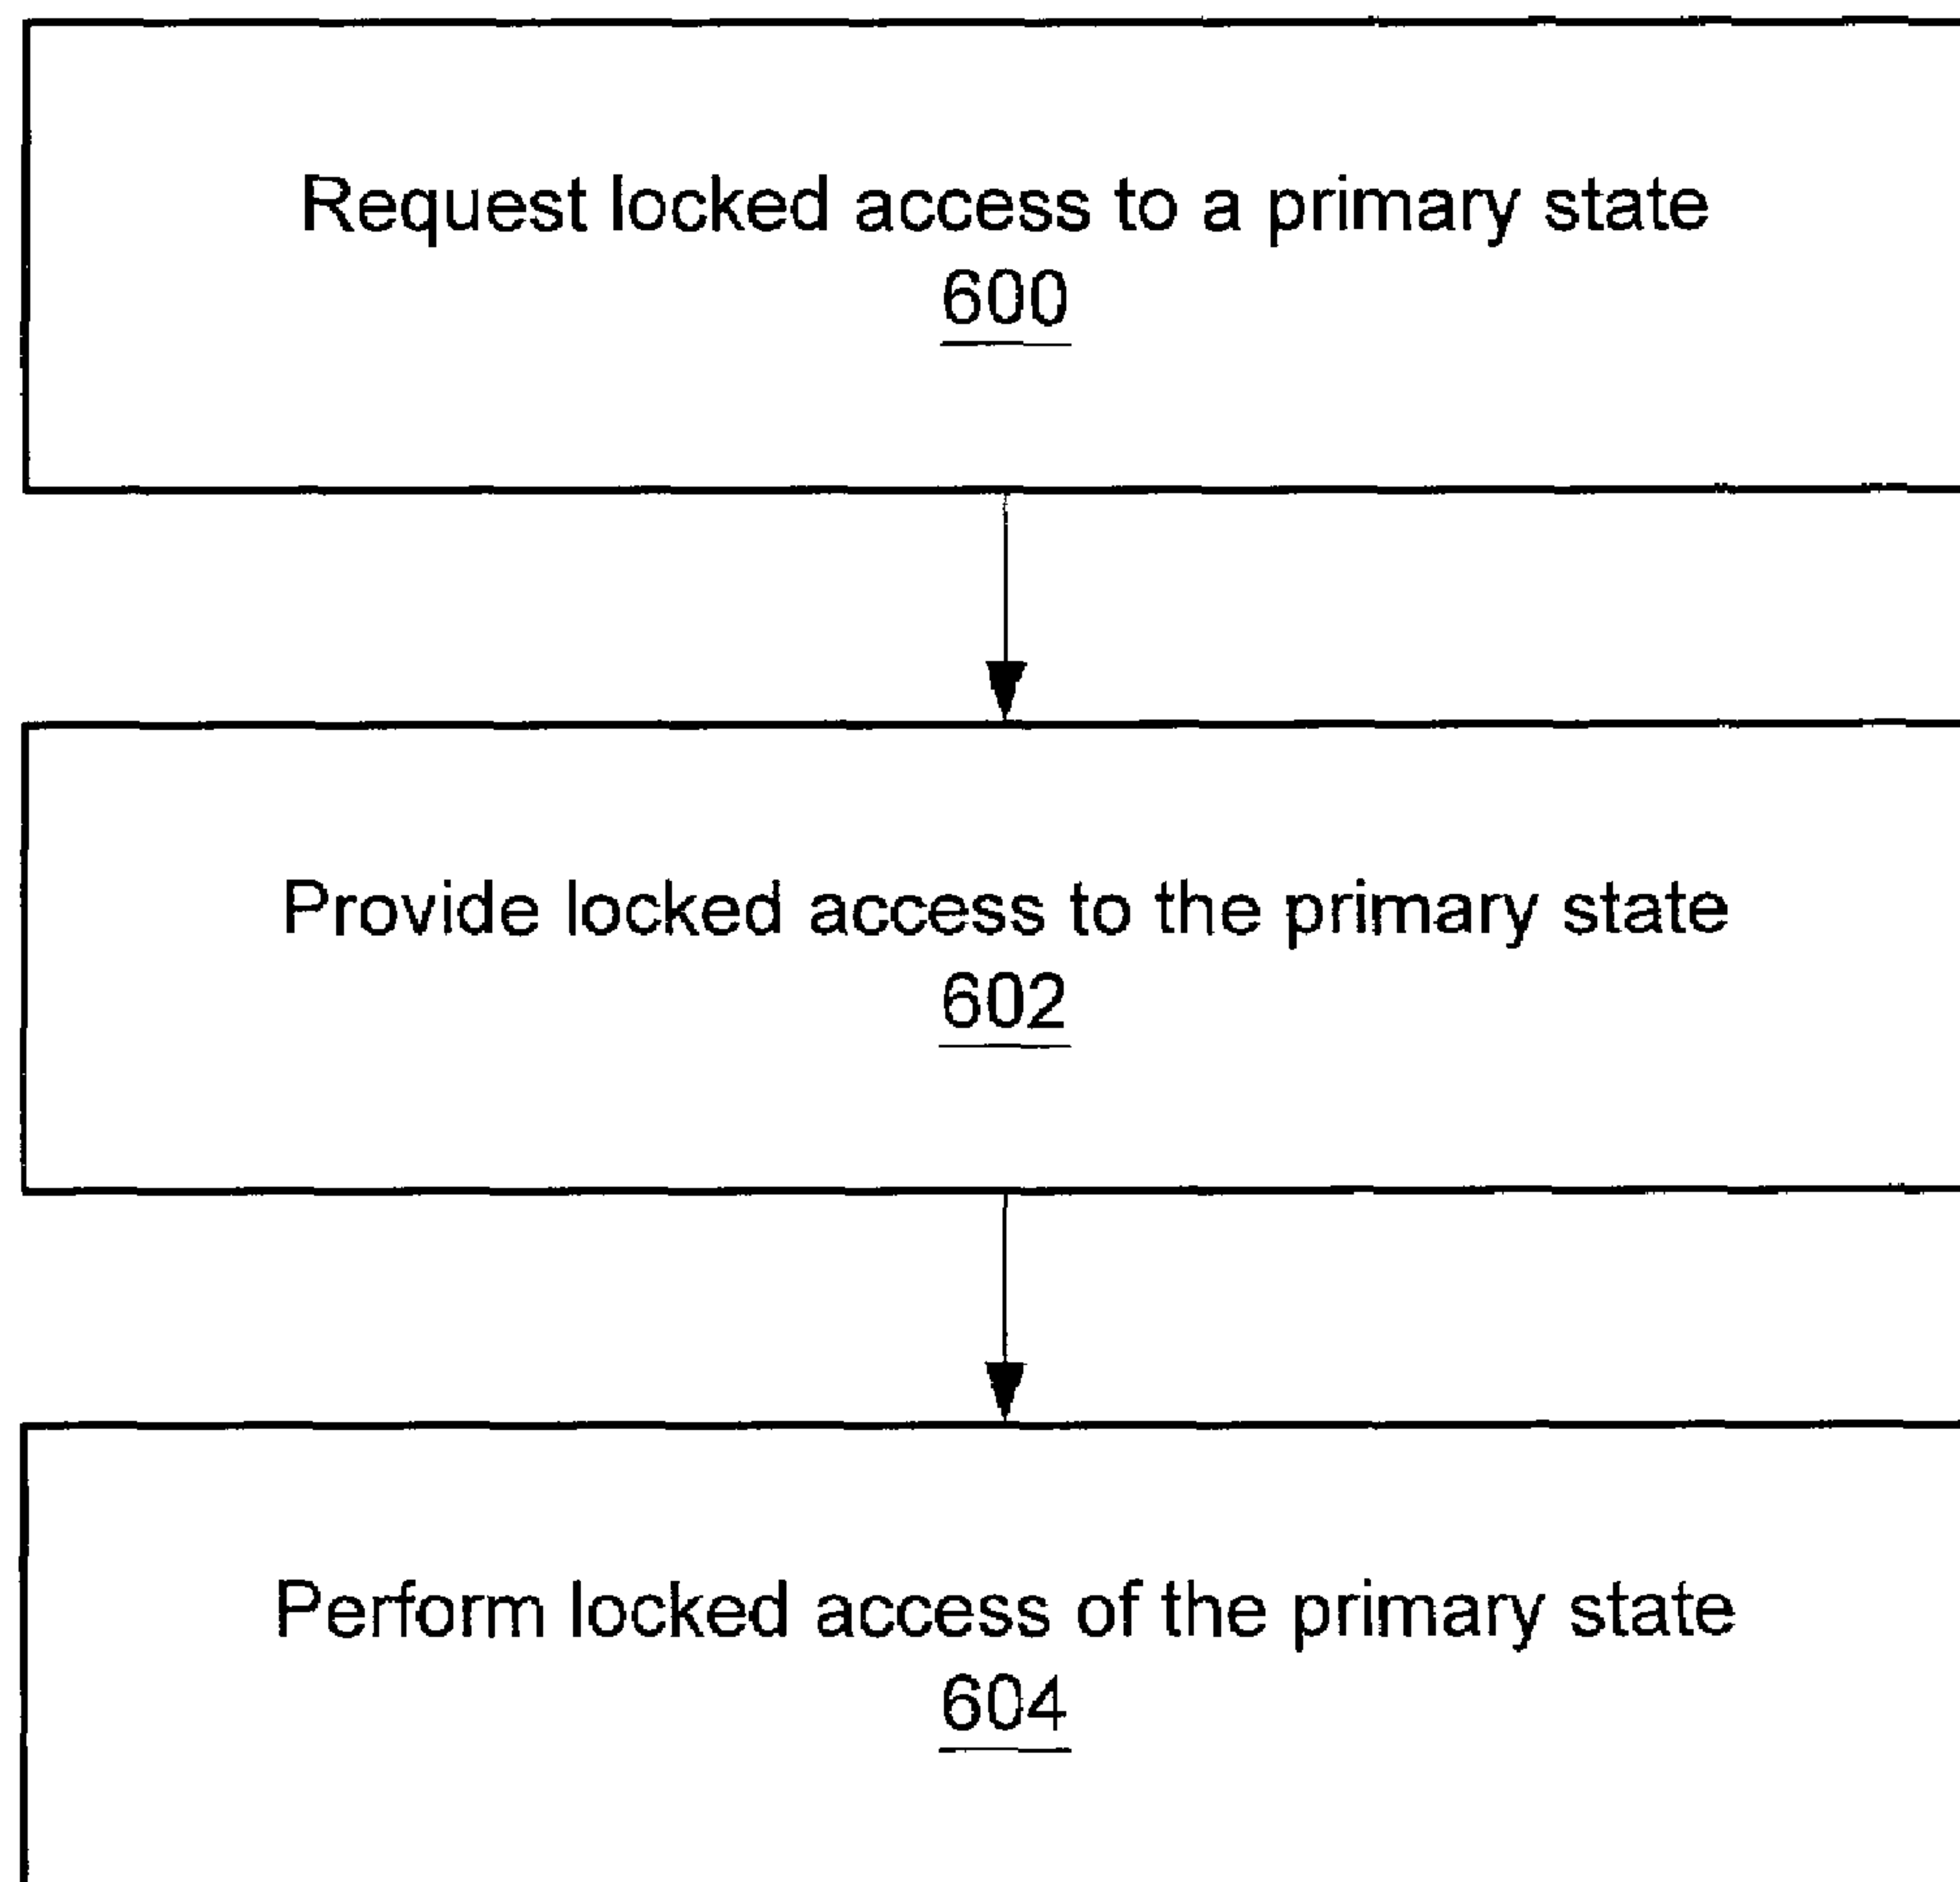 Request locked access to a primary state
600
Provide locked access to the primary state
602
Perform locked access of the primary state
604